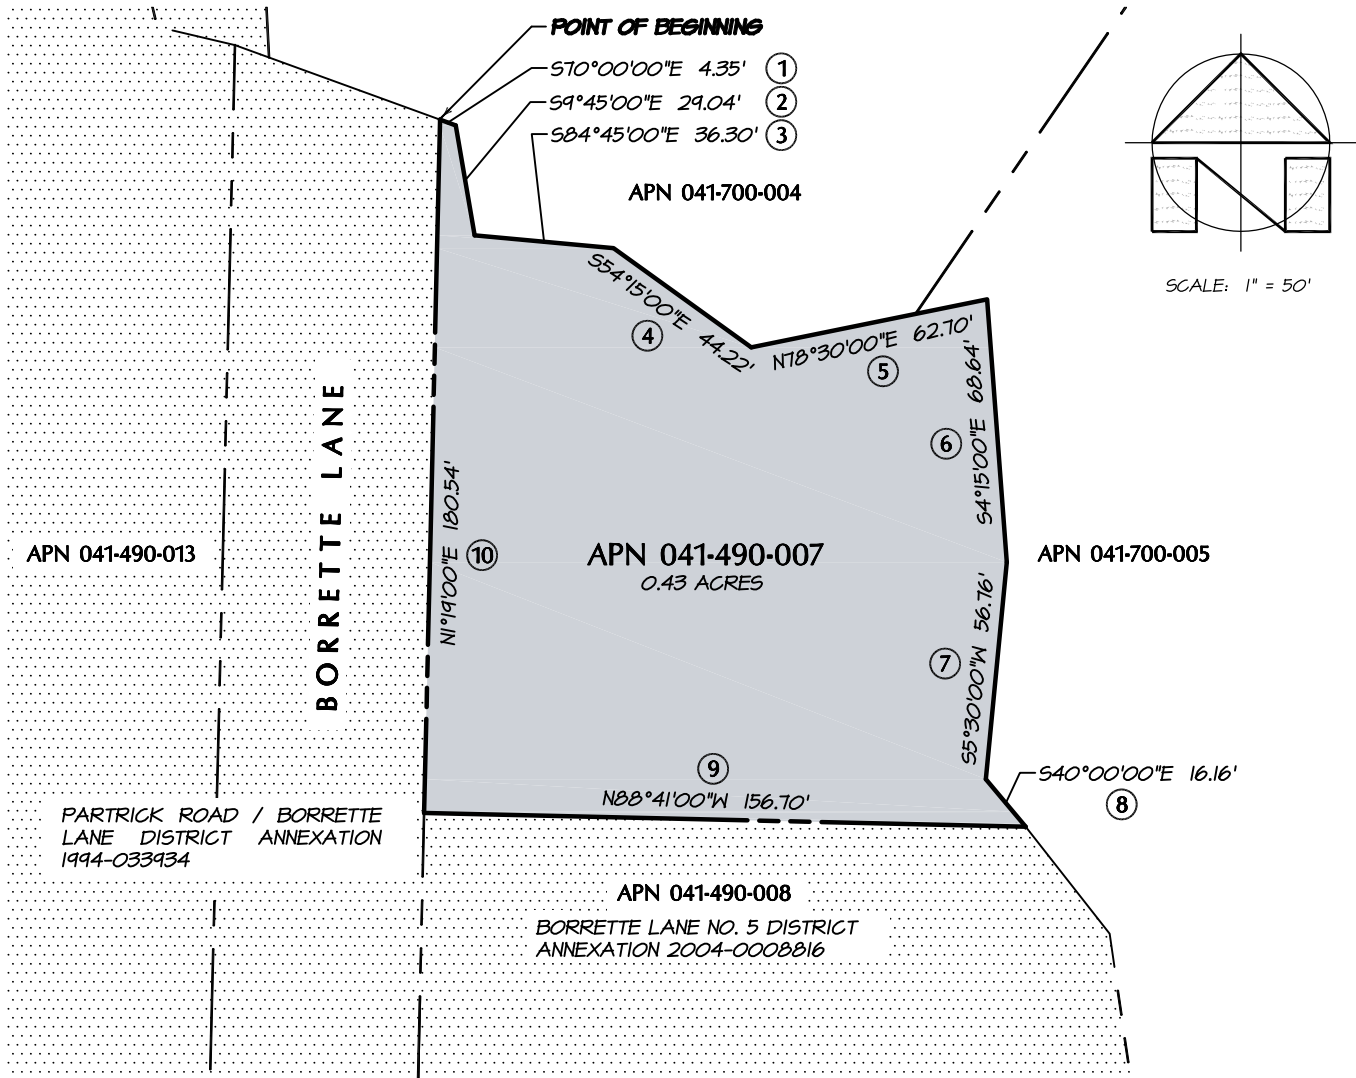 POINT OF BEGINNING
S70°00'00"E 4.35' 1
S9°45'00"E 29.04' 2
S84°45'00"E 36.30' 3
APN 041-700-004
N
SCALE: 1" = 50'
S54°15'00"E 44.22'
4
N78°30'00"E 62.70'
5
S4°15'00"E 68.64'
6
BORRETTE LANE
N1°19'00"E 180.54'
10
APN 041-490-013
APN 041-490-007
0.43 ACRES
APN 041-700-005
S5°30'00"W 56.76'
7
S40°00'00"E 16.16'
8
9
N88°41'00"W 156.70'
PARTRICK ROAD / BORRETTE
LANE DISTRICT ANNEXATION
1994-033934
APN 041-490-008
BORRETTE LANE NO. 5 DISTRICT
ANNEXATION 2004-0008816